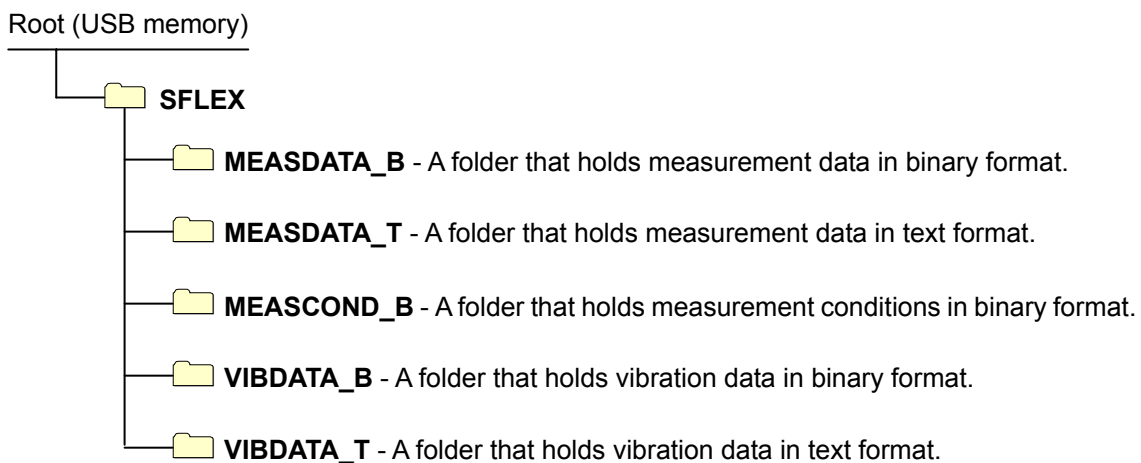 Root (USB memory)
SFLEX
MEASDATA_B - A folder that holds measurement data in binary format.
MEASDATA_T - A folder that holds measurement data in text format.
MEASCOND_B - A folder that holds measurement conditions in binary format.
VIBDATA_B - A folder that holds vibration data in binary format.
VIBDATA_T - A folder that holds vibration data in text format.